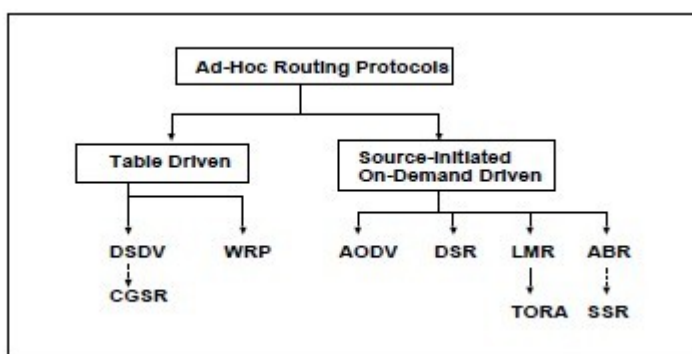 Ad-Hoc Routing Protocols
Table Driven
Source-Initiated
On-Demand Driven
DSDV
WRP
AODV
DSR
LMR
ABR
CGSR
TORA
SSR